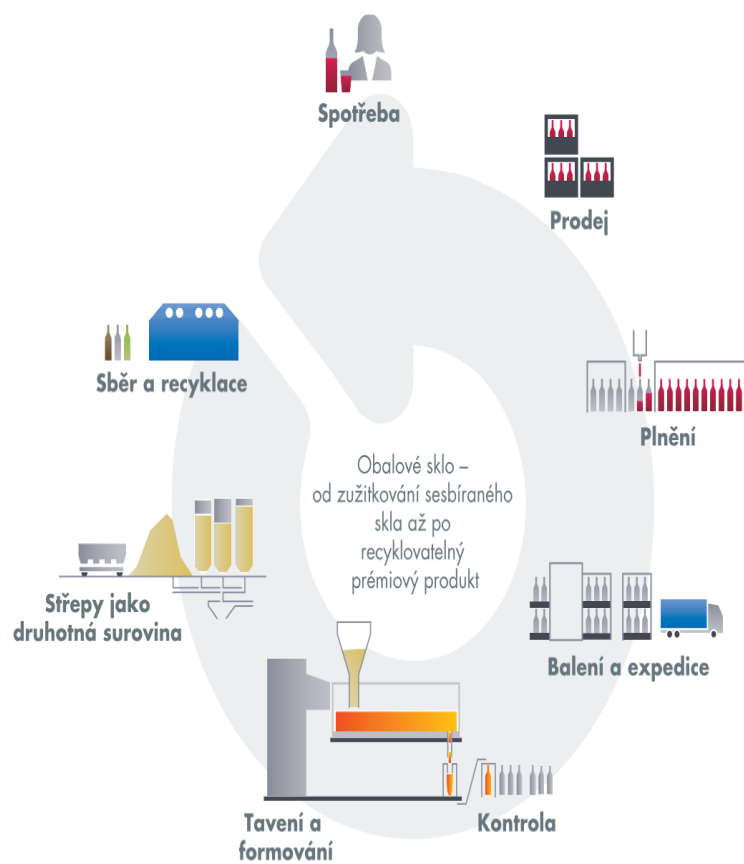 Spotřeba
Prodej
Plnění
Balení a expedice
Kontrola
Tavení a
formování
Střepy jako
druhotná surovina
Sběr a recyklace
Obalové sklo –
od zužitkování sesbíraného
skla až po
recyklovatelný
prémiový produkt